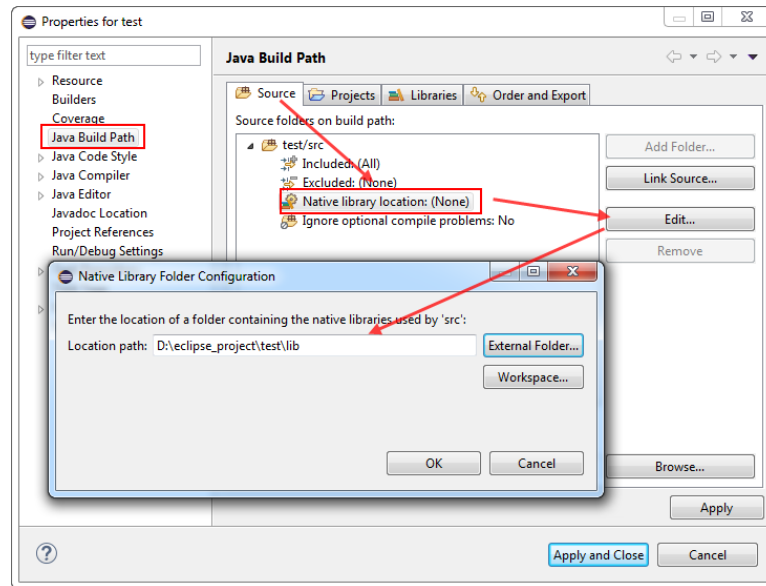 Properties for test
type filter text
Resource
Builders
Coverage
Java Build Path
Java Code Style
Java Compiler
Java Editor
Javadoc Location
Project References
Run/Debug Settings
Java Build Path
Source
Projects
Libraries
Order and Export
Source folders on build path:
test/src
Included: (All)
Excluded: (None)
Native library location: (None)
Ignore optional compile problems: No
Add Folder...
Link Source...
Edit...
Remove
Native Library Folder Configuration
Enter the location of a folder containing the native libraries used by 'src':
Location path: D:\eclipse_project\test\lib
External Folder...
Workspace...
OK
Cancel
Browse...
Apply
Apply and Close
Cancel